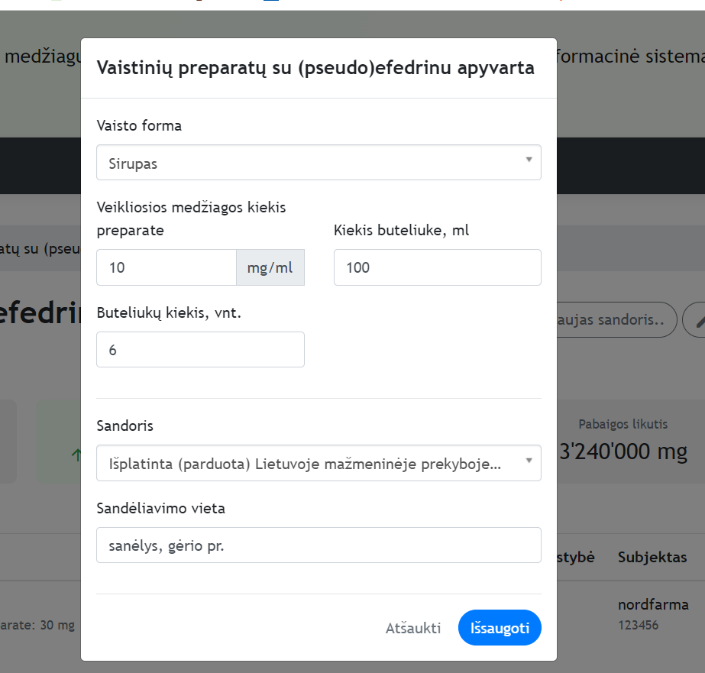 medžiagų
formacinė sistema
Vaistinių preparatų su (pseudo)efedrinu apyvarta
Vaisto forma
Sirupas
Veikliosios medžiagos kiekis
preparate
Kiekis buteliuke, ml
10
mg/ml
100
atų su (pseu
Buteliukų kiekis, vnt.
efedri
aujas sandoris..
6
Sandoris
Pabaigos likutis
3'240'000 mg
Išplatinta (parduota) Lietuvoje mažmeninėje prekyboje...
Sandėliavimo vieta
sanėlys, gėrio pr.
stybė
Subjektas
nordfarma
arate: 30 mg
123456
Atšaukti
Išsaugoti